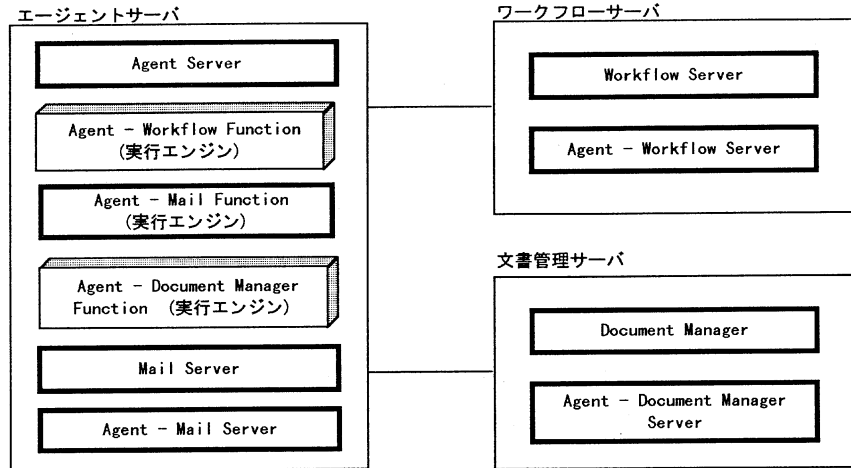 エージェントサーバ
Agent Server
Agent - Workflow Function
(実行エンジン)
Agent - Mail Function
(実行エンジン)
Agent - Document Manager
Function (実行エンジン)
Mail Server
Agent - Mail Server
ワークフローサーバ
Workflow Server
Agent - Workflow Server
文書管理サーバ
Document Manager
Agent - Document Manager
Server